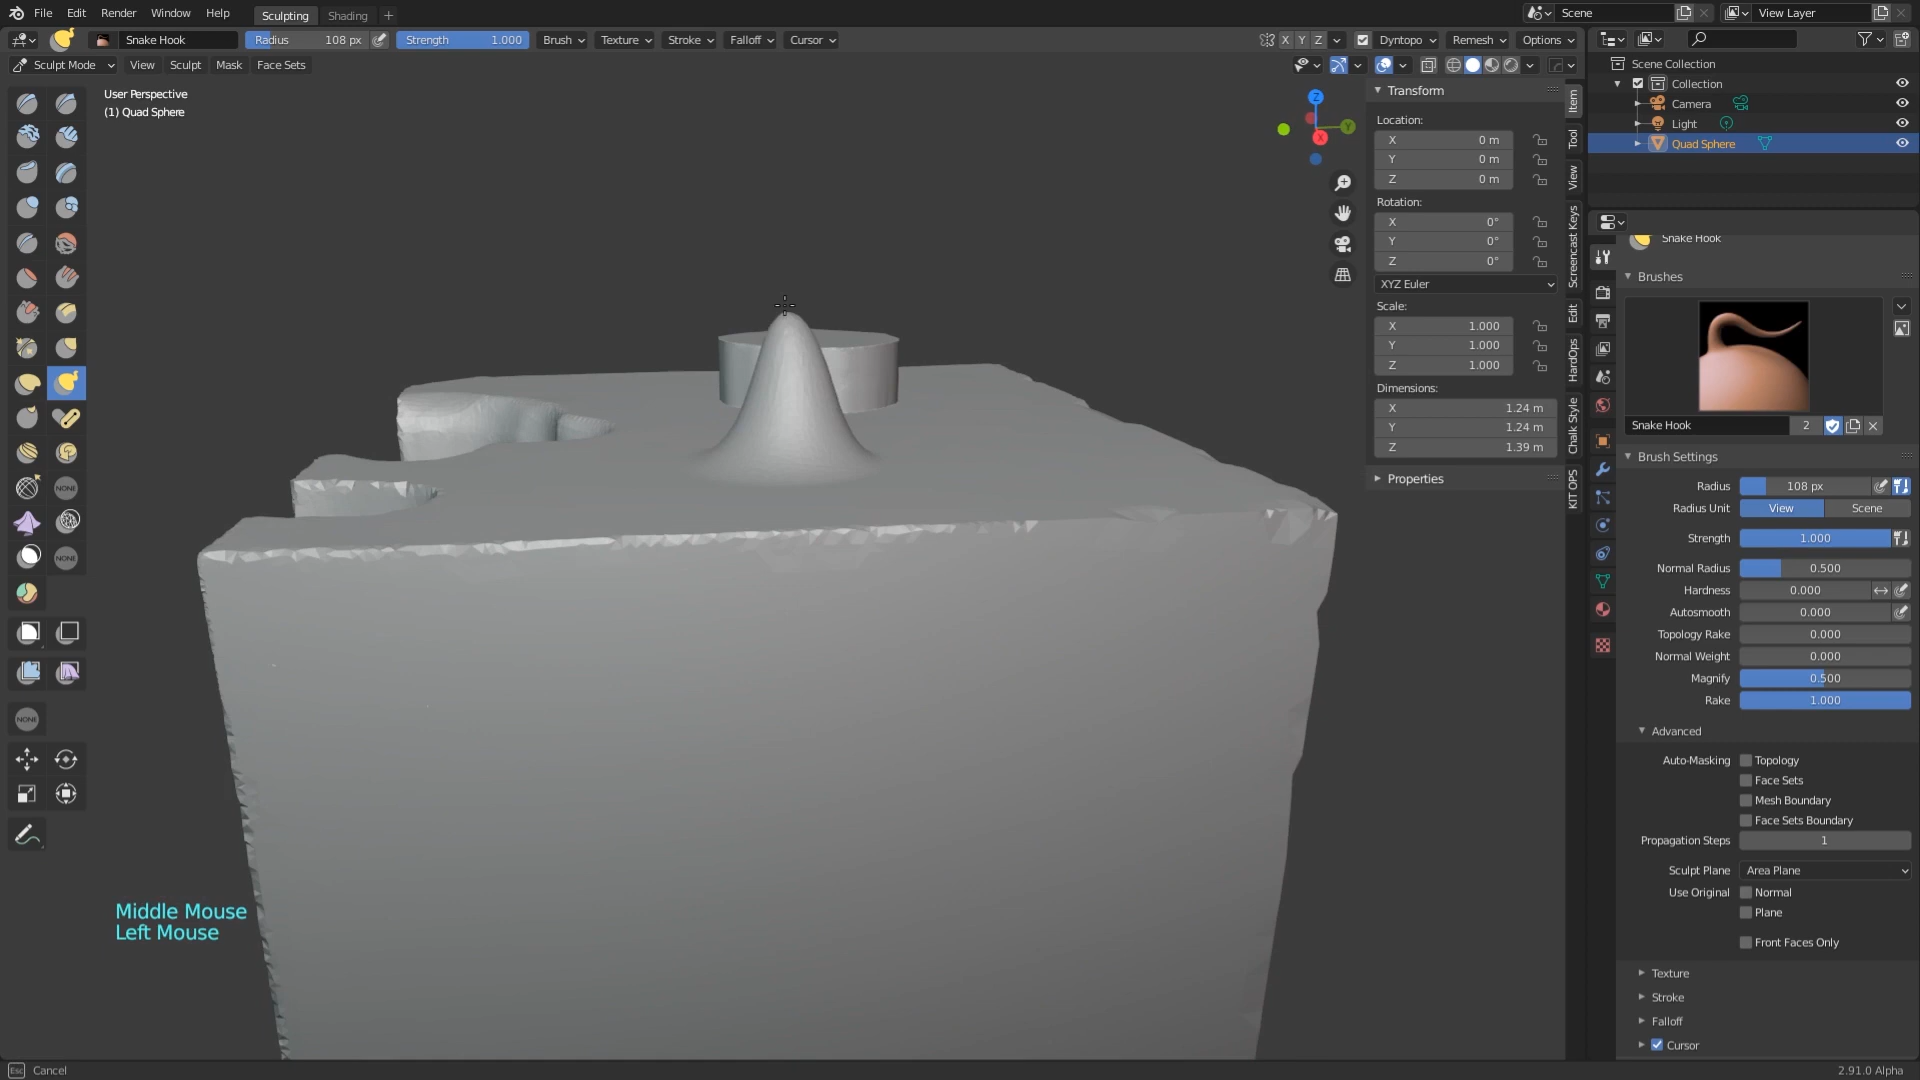 File Edit Render Window Help Sculpting Shading + Scene View Layer
Snake Hook Radius 108 px Strength 1.000 Brush Texture Stroke Falloff Cursor X Y Z Dyntopo Remesh Options
Sculpt Mode View Sculpt Mask Face Sets
User Perspective
(1) Quad Sphere
NONE
NONE
NONE
Middle Mouse
Left Mouse
Z
Y
X
Transform
Location:
X 0 m
Y 0 m
Z 0 m
Rotation:
X 0°
Y 0°
Z 0°
XYZ Euler
Scale:
X 1.000
Y 1.000
Z 1.000
Dimensions:
X 1.24 m
Y 1.24 m
Z 1.39 m
Properties
Item
Tool
View
Screencast Keys
Edit
HardOps
Chalk Style
KIT OPS
Scene Collection
Collection
Camera
Light
Quad Sphere
Snake Hook
Brushes
Snake Hook 2
Brush Settings
Radius 108 px
Radius Unit View Scene
Strength 1.000
Normal Radius 0.500
Hardness 0.000
Autosmooth 0.000
Topology Rake 0.000
Normal Weight 0.000
Magnify 0.500
Rake 1.000
Advanced
Auto-Masking Topology
Face Sets
Mesh Boundary
Face Sets Boundary
Propagation Steps 1
Sculpt Plane Area Plane
Use Original Normal
Plane
Front Faces Only
Texture
Stroke
Falloff
Cursor
Esc Cancel
2.91.0 Alpha